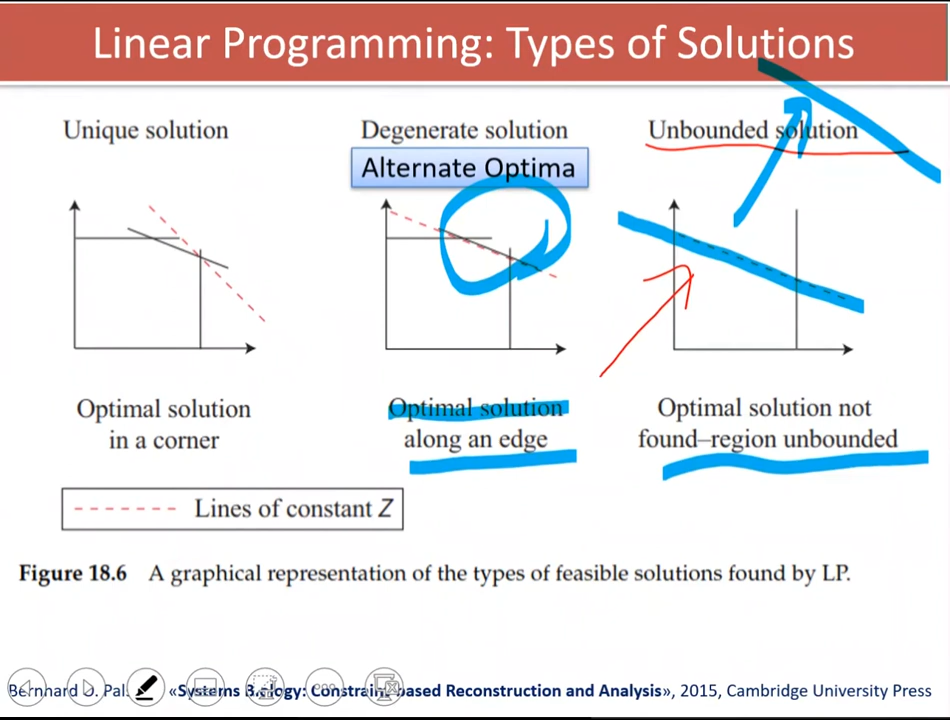 Linear Programming: Types of Solutions
Unique solution
Degenerate solution
Unbounded solution
Alternate Optima
Optimal solution
in a corner
Optimal solution
along an edge
Optimal solution not
found–region unbounded
Lines of constant Z
Figure 18.6 A graphical representation of the types of feasible solutions found by LP.
Bernhard «Systems Biology: Constraint-based Reconstruction and Analysis», 2015, Cambridge University Press